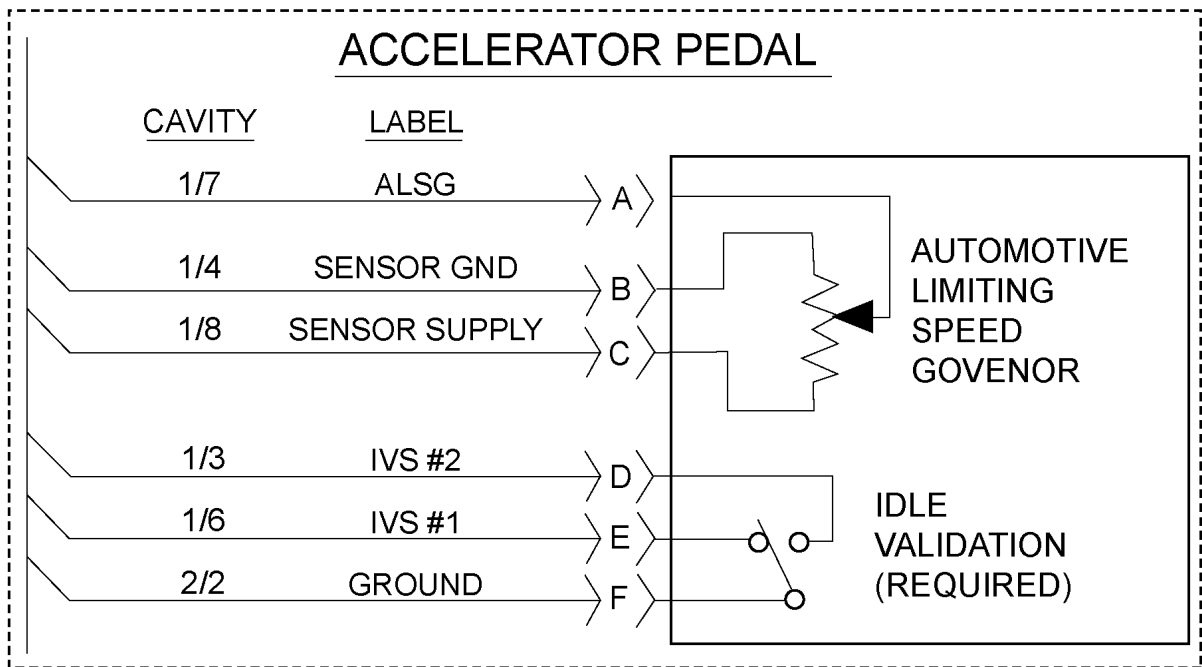 ACCELERATOR PEDAL
CAVITY LABEL
1/7 ALSG A
1/4 SENSOR GND B
1/8 SENSOR SUPPLY C
AUTOMOTIVE
LIMITING
SPEED
GOVENOR
1/3 IVS #2 D
1/6 IVS #1 E
2/2 GROUND F
IDLE
VALIDATION
(REQUIRED)